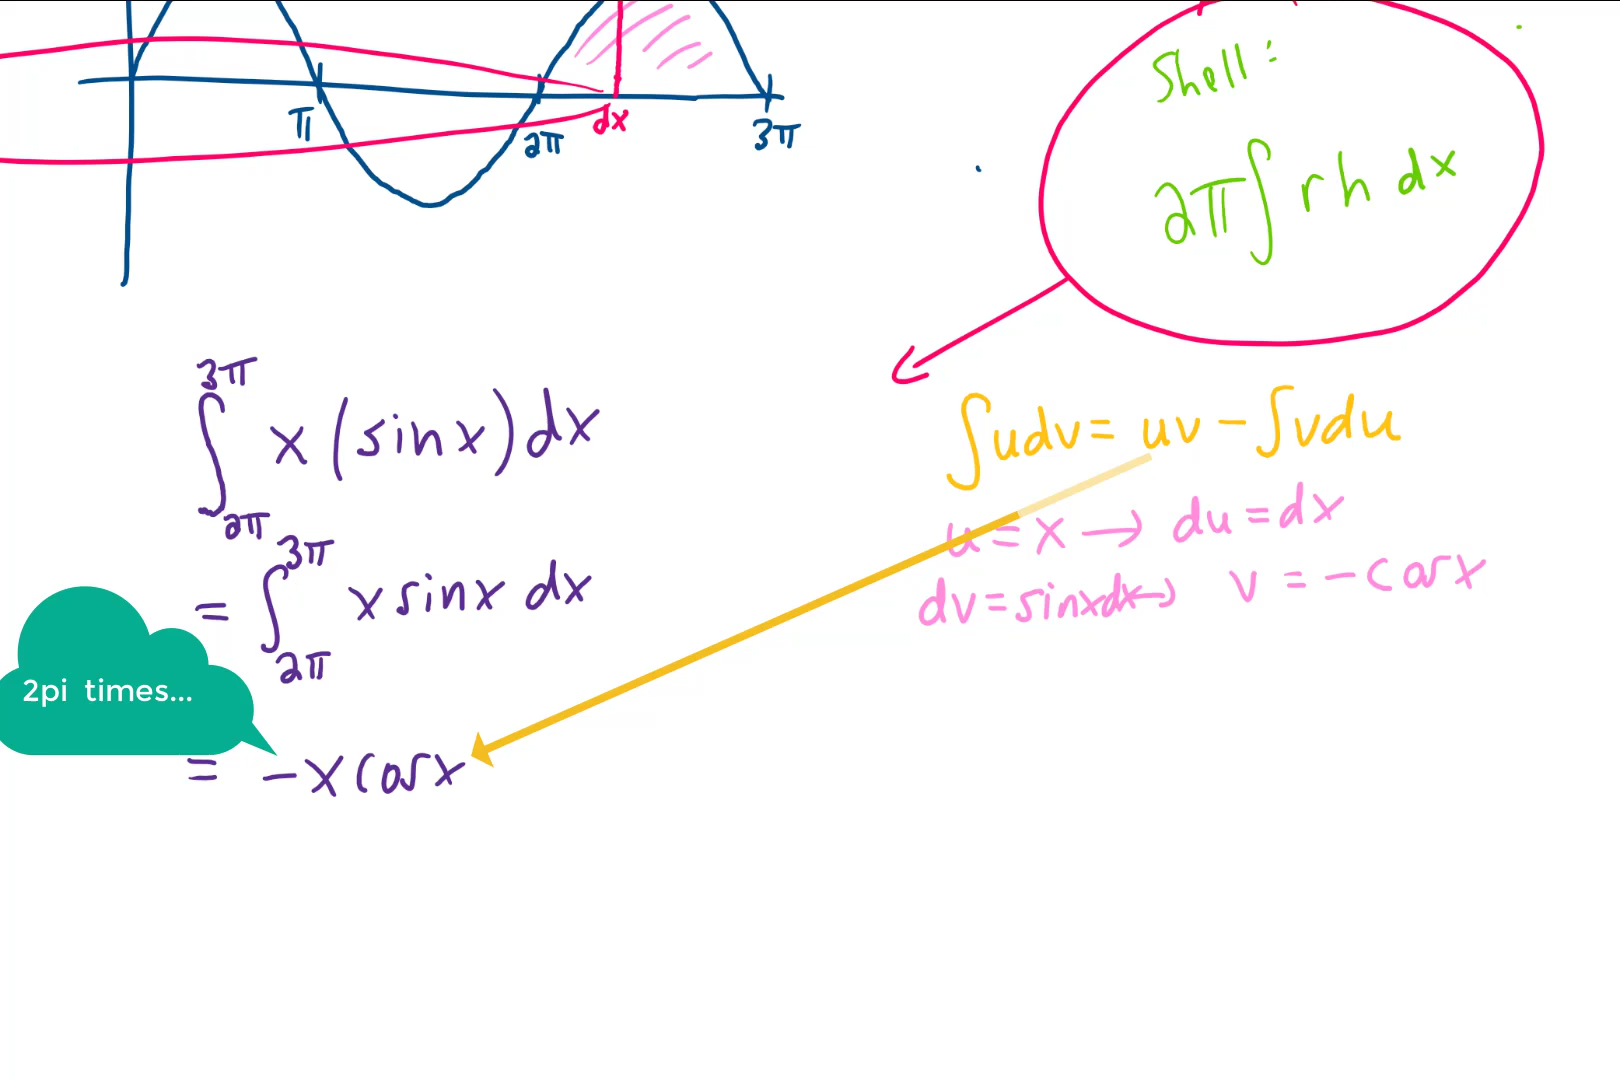 π
2π
dx
3π
Shell:
2π∫ rh dx
∫_{2π}^{3π} x(sinx)dx
= ∫_{2π}^{3π} x sinx dx
2pi times...
= -x cosx
∫udv = uv - ∫vdu
u = x → du = dx
dv = sinxdx → v = -cosx